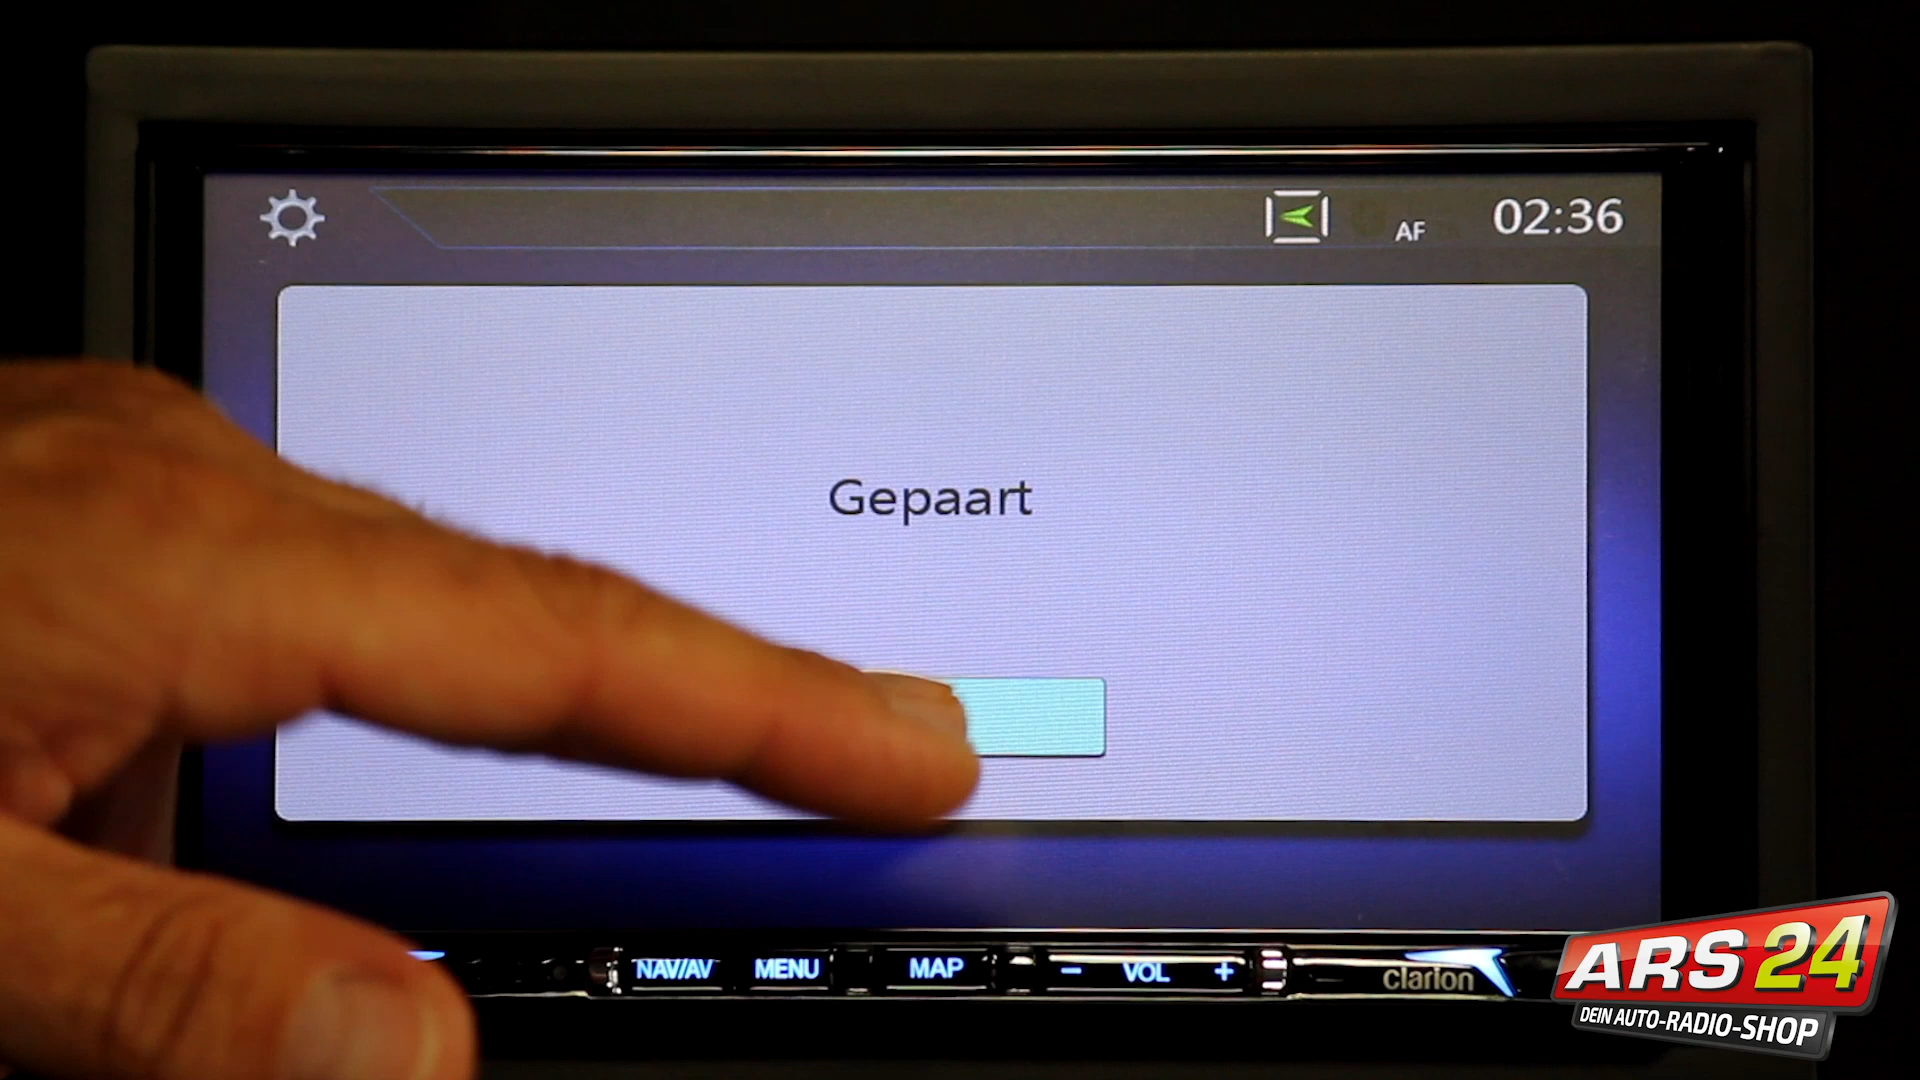 AF
02:36
Gepaart
NAV/AV MENU MAP - VOL + clarion
ARS 24
DEIN AUTO-RADIO-SHOP